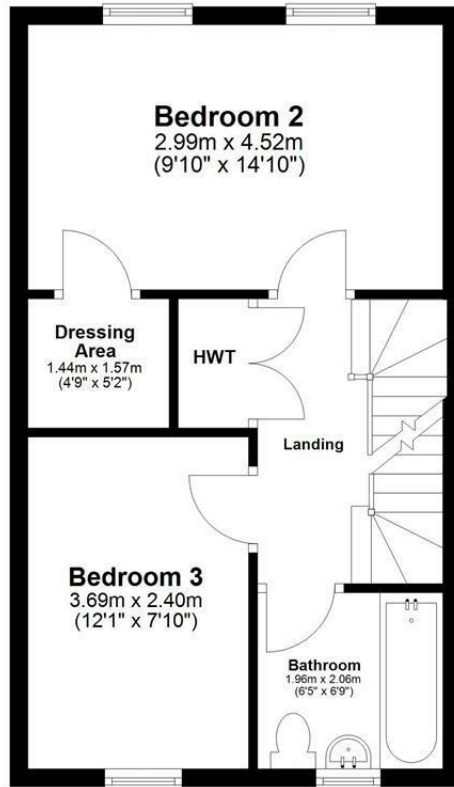 Bedroom 2
2.99m x 4.52m
(9'10" x 14'10")
Dressing
Area
1.44m x 1.57m
(4'9" x 5'2")
HWT
Landing
Bedroom 3
3.69m x 2.40m
(12'1" x 7'10")
Bathroom
1.96m x 2.06m
(6'5" x 6'9")